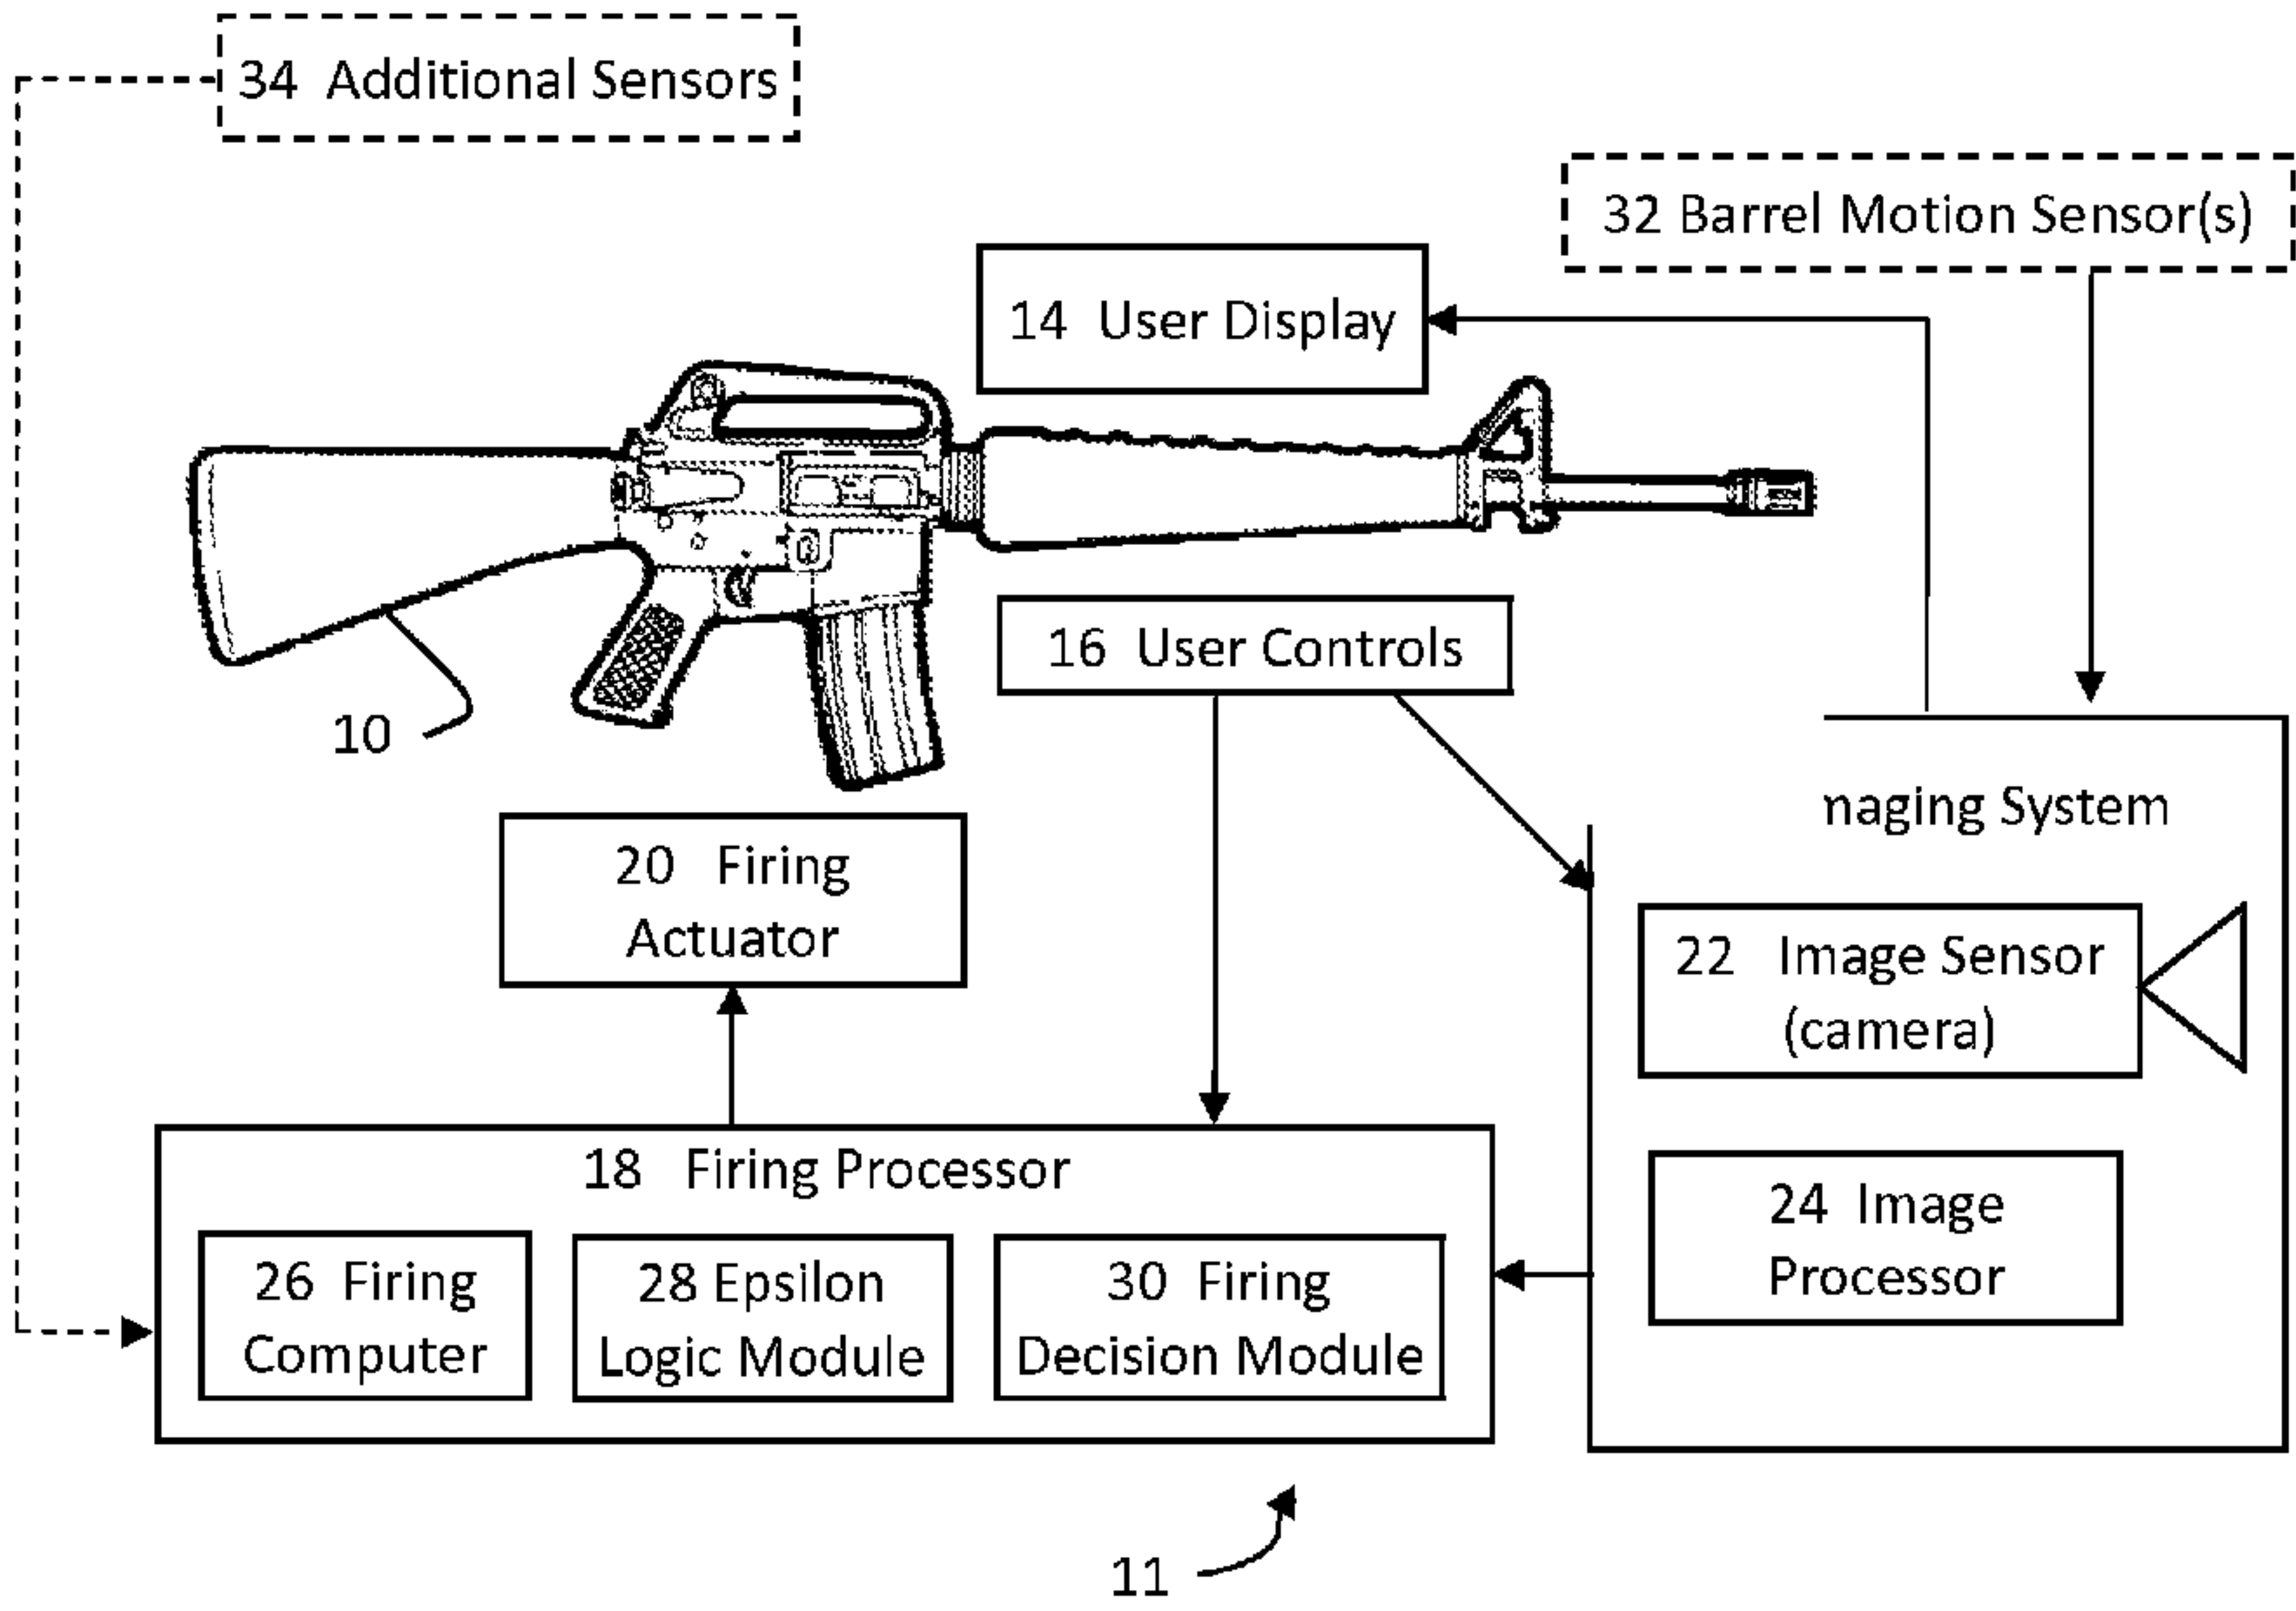 34 Additional Sensors
32 Barrel Motion Sensor(s)
14 User Display
16 User Controls
10
naging System
20 Firing
Actuator
22 Image Sensor
(camera)
18 Firing Processor
24 Image
Processor
26 Firing
Computer
28 Epsilon
Logic Module
30 Firing
Decision Module
11